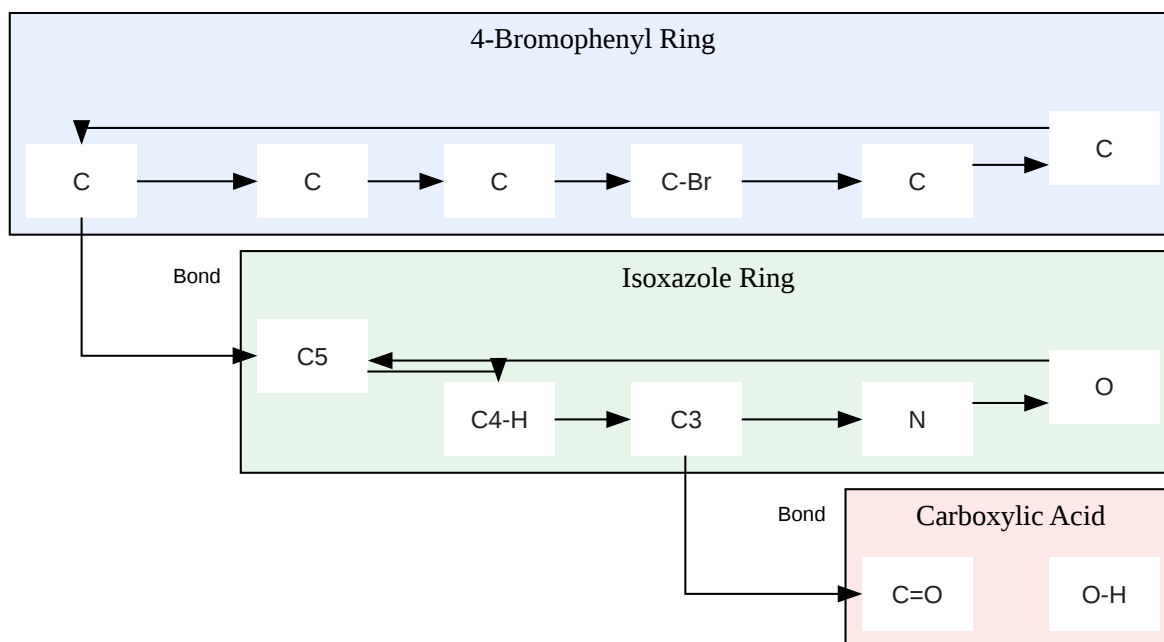 4-Bromophenyl Ring
C
C
C
C-Br
C
C
Bond
Isoxazole Ring
C5
C4-H
C3
N
O
Bond
Carboxylic Acid
C=O
O-H